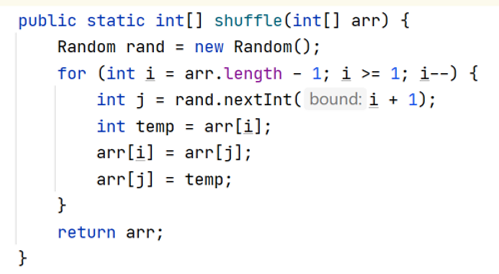 public static int[] shuffle(int[] arr) {
    Random rand = new Random();
    for (int i = arr.length - 1; i >= 1; i--) {
        int j = rand.nextInt( bound: i + 1);
        int temp = arr[i];
        arr[i] = arr[j];
        arr[j] = temp;
    }
    return arr;
}